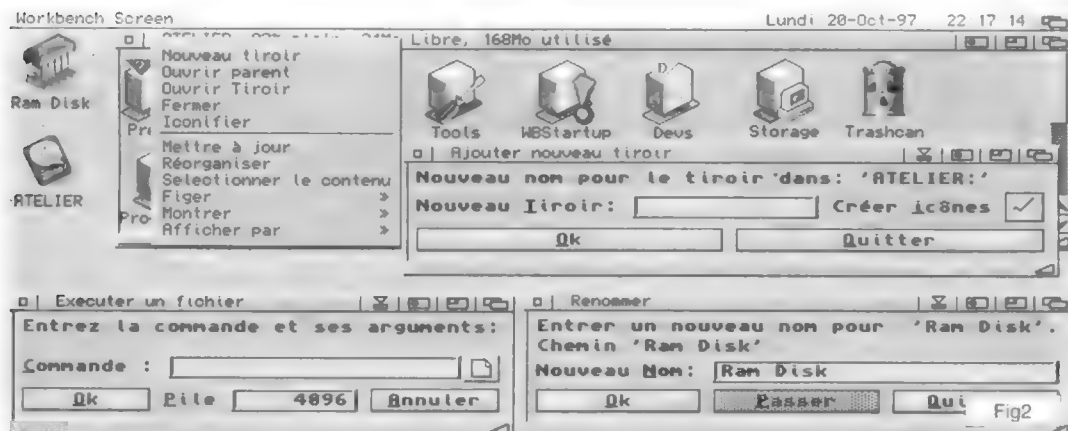 Workbench Screen Lundi 20-Oct-97 22 17 14
Libre, 168Mo utilisé
Nouveau tiroir
Ouvrir parent
Ouvrir Tiroir
Fermer
Iconifier
Mettre à jour
Réorganiser
Selectionner le contenu
Figer »
Montrer »
Afficher par »
Ram Disk
ATELIER
Tools WBStartup Devs Storage Trashcan
Ajouter nouveau tiroir
Nouveau nom pour le tiroir dans: 'ATELIER:'
Nouveau Tiroir: Créer icônes
Ok Quitter
Executer un fichier
Entrez la commande et ses arguments:
Commande :
Ok Pile 4096 Annuler
Renommer
Entrer un nouveau nom pour 'Ram Disk'.
Chemin 'Ram Disk'
Nouveau Nom: Ram Disk
Ok Passer Qui
Fig2